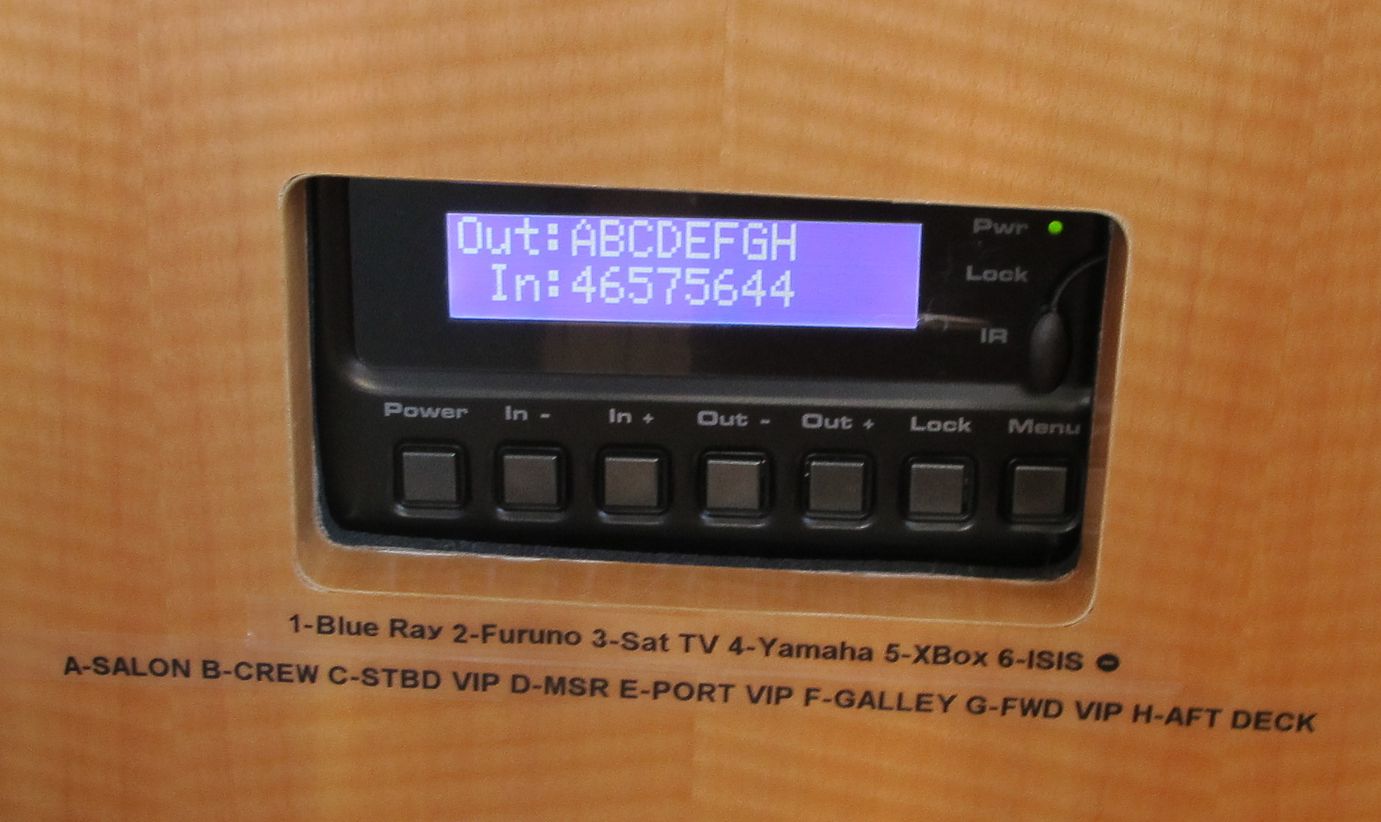 Out:ABCDEFGH
In:46575644
Pwr
Lock
IR
Power In - In + Out - Out + Lock Menu
1-Blue Ray 2-Furuno 3-Sat TV 4-Yamaha 5-XBox 6-ISIS
A-SALON B-CREW C-STBD VIP D-MSR E-PORT VIP F-GALLEY G-FWD VIP H-AFT DECK